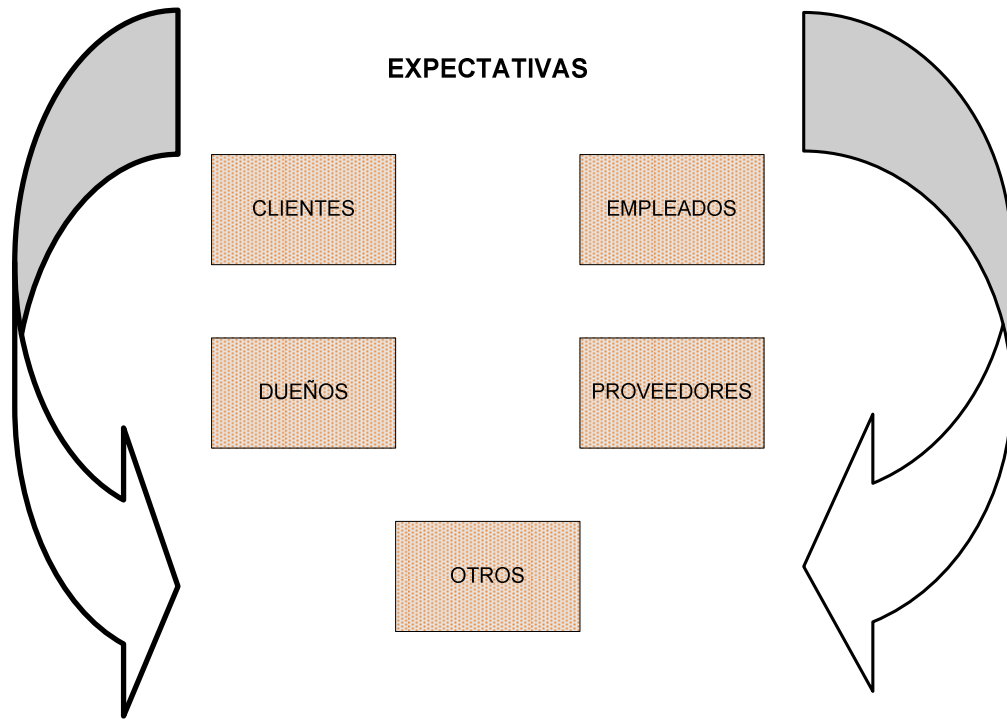 EXPECTATIVAS
CLIENTES
EMPLEADOS
DUEÑOS
PROVEEDORES
OTROS